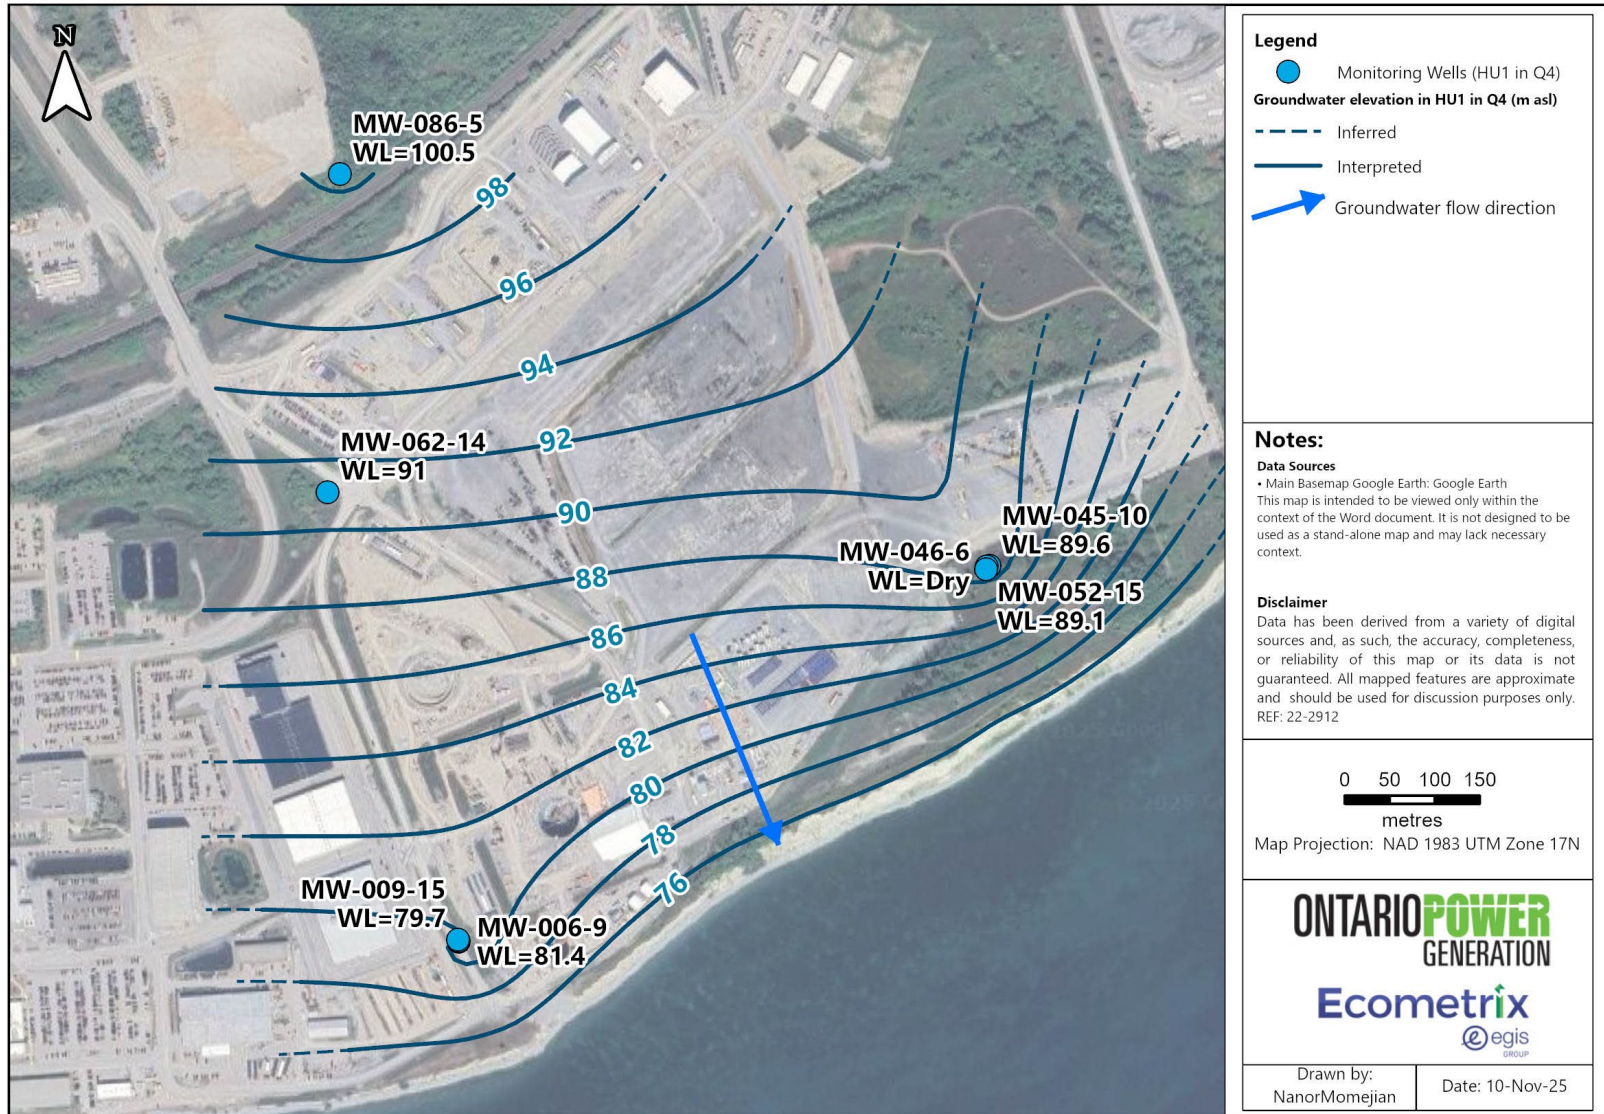 N
MW-086-5
WL=100.5
98
96
94
92
MW-062-14
WL=91
90
MW-045-10
WL=89.6
MW-046-6
WL=Dry
88
MW-052-15
WL=89.1
86
84
82
80
78
76
MW-009-15
WL=79.7
MW-006-9
WL=81.4
Legend
Monitoring Wells (HU1 in Q4)
Groundwater elevation in HU1 in Q4 (m asl)
Inferred
Interpreted
Groundwater flow direction
Notes:
Data Sources
• Main Basemap Google Earth: Google Earth
This map is intended to be viewed only within the
context of the Word document. It is not designed to be
used as a stand-alone map and may lack necessary
context.
Disclaimer
Data has been derived from a variety of digital
sources and, as such, the accuracy, completeness,
or reliability of this map or its data is not
guaranteed. All mapped features are approximate
and should be used for discussion purposes only.
REF: 22-2912
0 50 100 150
metres
Map Projection: NAD 1983 UTM Zone 17N
ONTARIOPOWER
GENERATION
Ecometrix
egis
GROUP
Drawn by:
NanorMomejian
Date: 10-Nov-25